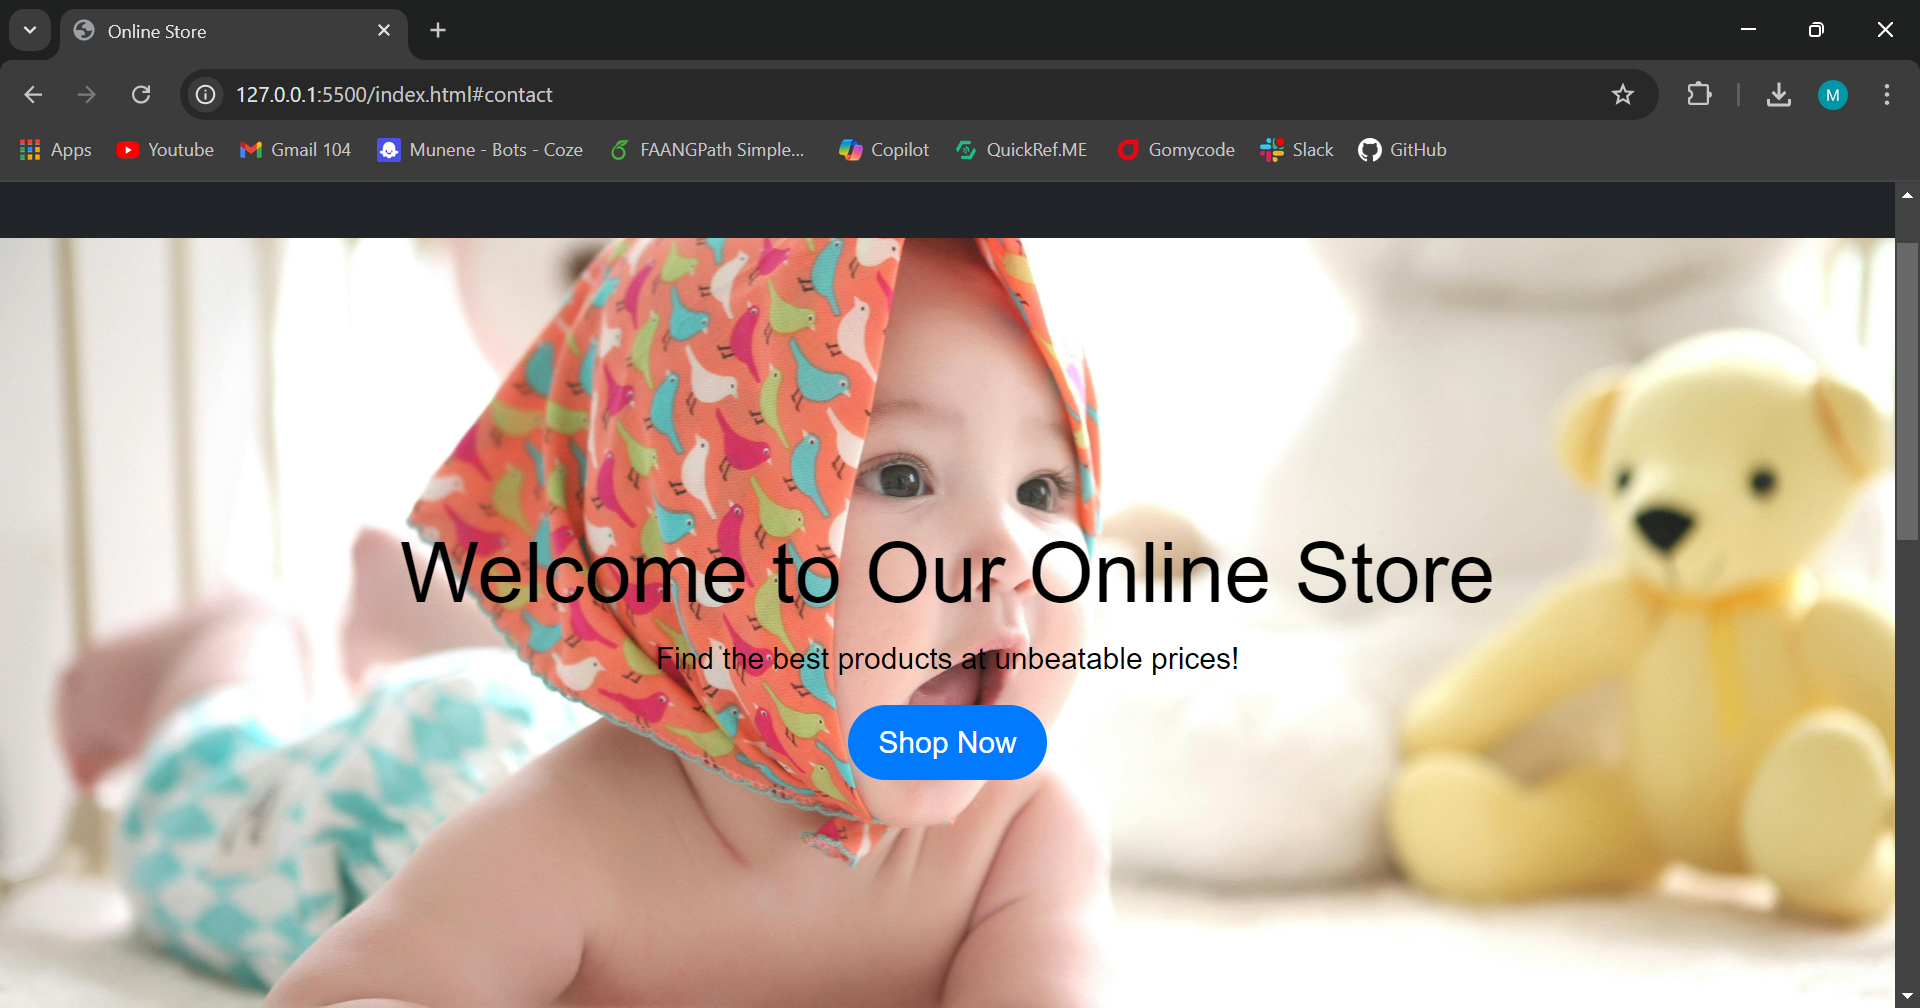 Online Store
127.0.0.1:5500/index.html#contact
M
Apps
Youtube
Gmail 104
Munene - Bots - Coze
FAANGPath Simple...
Copilot
QuickRef.ME
Gomycode
Slack
GitHub
Welcome to Our Online Store
Find the best products at unbeatable prices!
Shop Now